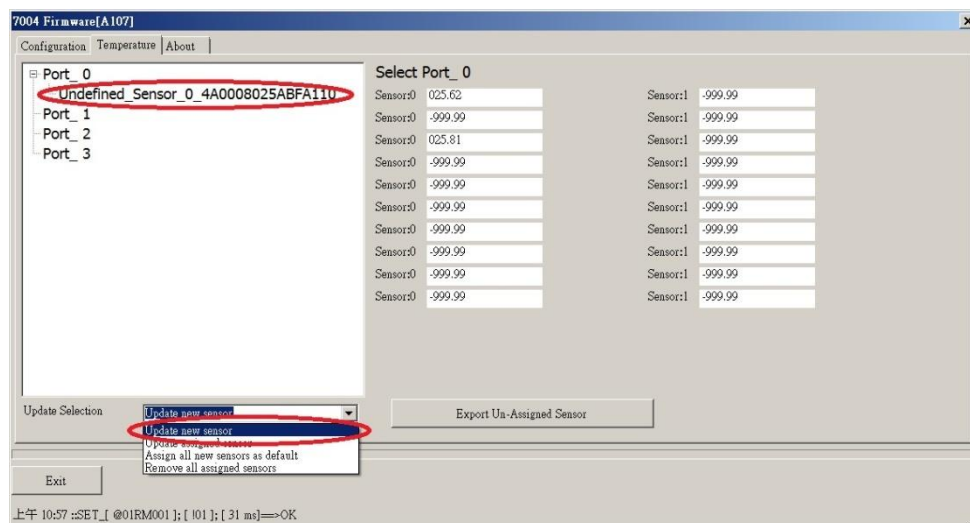 7004 Firmware[A107]
Configuration Temperature About
Port_ 0
Undefined_Sensor_0_4A0008025ABFA110
Port_ 1
Port_ 2
Port_ 3
Select Port_ 0
Sensor:0 025.62 Sensor:1 -999.99
Sensor:0 -999.99 Sensor:1 -999.99
Sensor:0 025.81 Sensor:1 -999.99
Sensor:0 -999.99 Sensor:1 -999.99
Sensor:0 -999.99 Sensor:1 -999.99
Sensor:0 -999.99 Sensor:1 -999.99
Sensor:0 -999.99 Sensor:1 -999.99
Sensor:0 -999.99 Sensor:1 -999.99
Sensor:0 -999.99 Sensor:1 -999.99
Sensor:0 -999.99 Sensor:1 -999.99
Update Selection Update new sensor Export Un-Assigned Sensor
Update new sensor
Update assigned sensor
Assign all new sensors as default
Remove all assigned sensors
Exit
上午 10:57 ::SET_[ @01RM001 ]; [ !01 ]; [ 31 ms]==>OK